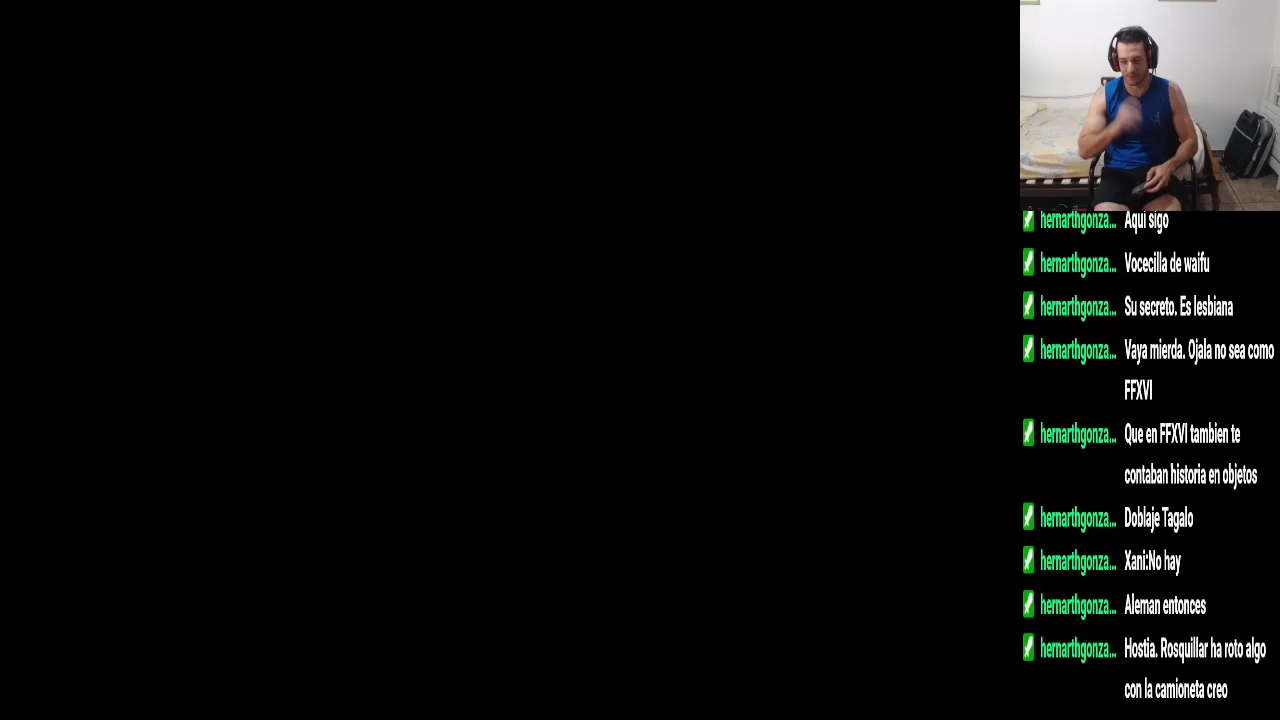 hernarthgonza... Aqui sigo
hernarthgonza... Vocecilla de waifu
hernarthgonza... Su secreto. Es lesbiana
hernarthgonza... Vaya mierda. Ojala no sea como
FFXVI
hernarthgonza... Que en FFXVI tambien te
contaban historia en objetos
hernarthgonza... Doblaje Tagalo
hernarthgonza... Xani:No hay
hernarthgonza... Aleman entonces
hernarthgonza... Hostia. Rosquillar ha roto algo
con la camioneta creo